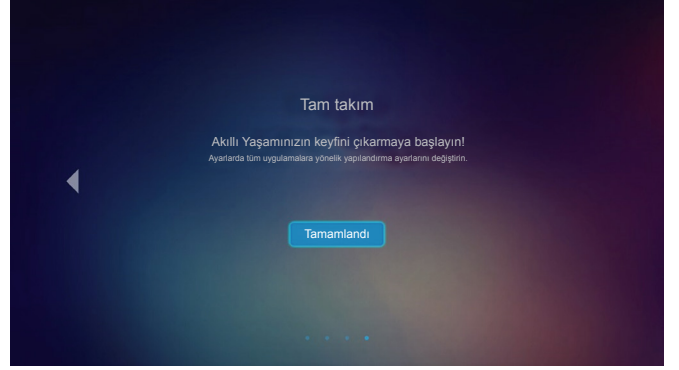 Tam takım
Akıllı Yaşamınızın keyfini çıkarmaya başlayın!
Ayarlarda tüm uygulamalara yönelik yapılandırma ayarlarını değiştirin.
Tamamlandı